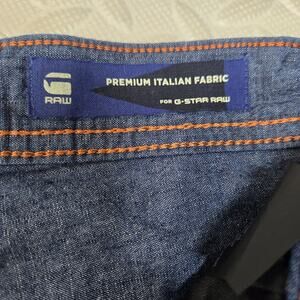 RAW
PREMIUM ITALIAN FABRIC
FOR G-STAR RAW